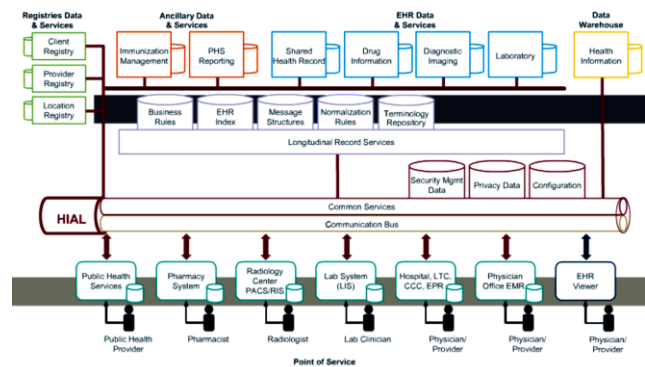 Registries Data
& Services
Ancillary Data
& Services
EHR Data
& Services
Data
Warehouse
Client
Registry
Provider
Registry
Location
Registry
Immunization
Management
PHS
Reporting
Shared
Health Record
Drug
Information
Diagnostic
Imaging
Laboratory
Health
Information
Business
Rules
EHR
Index
Message
Structures
Normalization
Rules
Terminology
Repository
Longitudinal Record Services
Security Mgmt
Data
Privacy Data
Configuration
HIAL
Common Services
Communication Bus
Public Health
Services
Pharmacy
System
Radiology
Center
PACS/RIS
Lab System
(LIS)
Hospital, LTC,
CCC, EPR
Physician
Office EMR
EHR
Viewer
Public Health
Provider
Pharmacist
Radiologist
Lab Clinician
Physician/
Provider
Physician/
Provider
Physician/
Provider
Point of Service